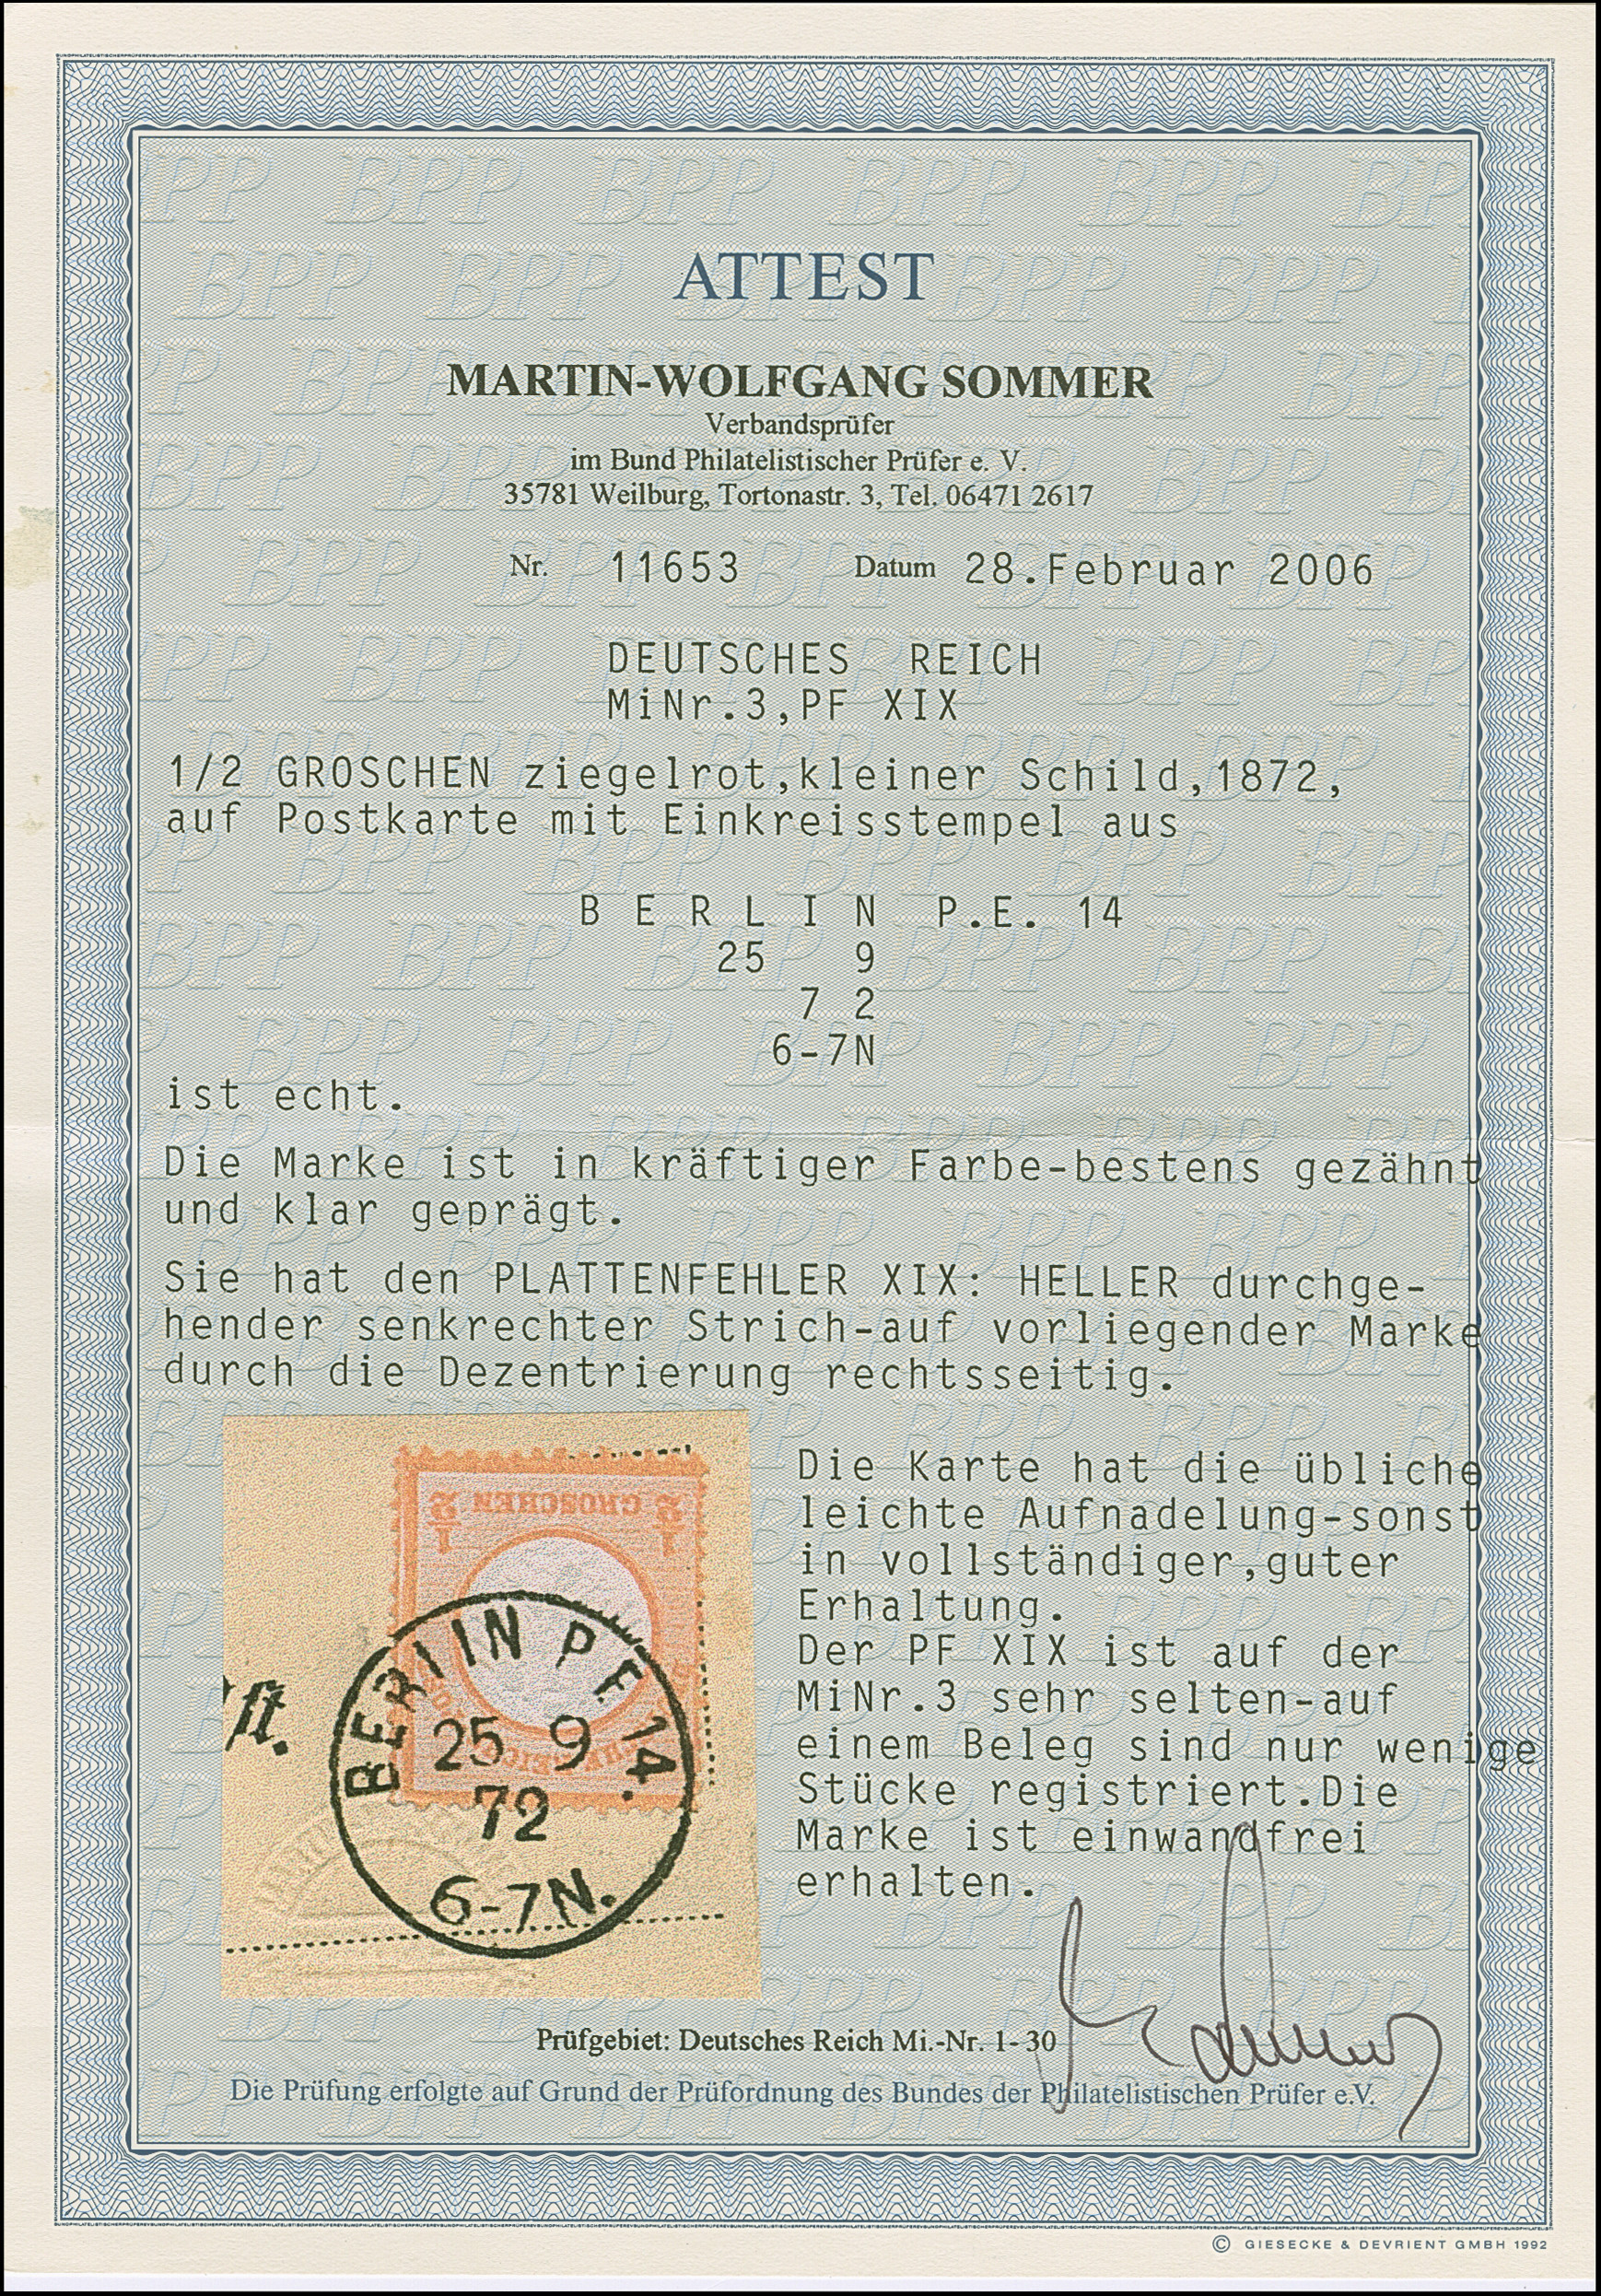 ATTEST
MARTIN-WOLFGANG SOMMER
Verbandsprüfer
im Bund Philatelistischer Prüfer e. V.
35781 Weilburg, Tortonastr. 3, Tel. 06471 2617
Nr. 11653 Datum 28.Februar 2006
DEUTSCHES REICH
MiNr.3,PF XIX
1/2 GROSCHEN ziegelrot,kleiner Schild,1872,
auf Postkarte mit Einkreisstempel aus
B E R L I N P.E. 14
25 9
7 2
6-7N
ist echt.
Die Marke ist in kräftiger Farbe-bestens gezähnt
und klar geprägt.
Sie hat den PLATTENFEHLER XIX: HELLER durchge-
hender senkrechter Strich-auf vorliegender Marke
durch die Dezentrierung rechtsseitig.
½ GROSCHEN ½
BERLIN P.E. 14.
25 9
72
6-7N.
Die Karte hat die übliche
leichte Aufnadelung-sonst
in vollständiger,guter
Erhaltung.
Der PF XIX ist auf der
MiNr.3 sehr selten-auf
einem Beleg sind nur wenige
Stücke registriert.Die
Marke ist einwandfrei
erhalten.
Prüfgebiet: Deutsches Reich Mi.-Nr. 1-30
Die Prüfung erfolgte auf Grund der Prüfordnung des Bundes der Philatelistischen Prüfer e.V.
© GIESECKE & DEVRIENT GMBH 1992